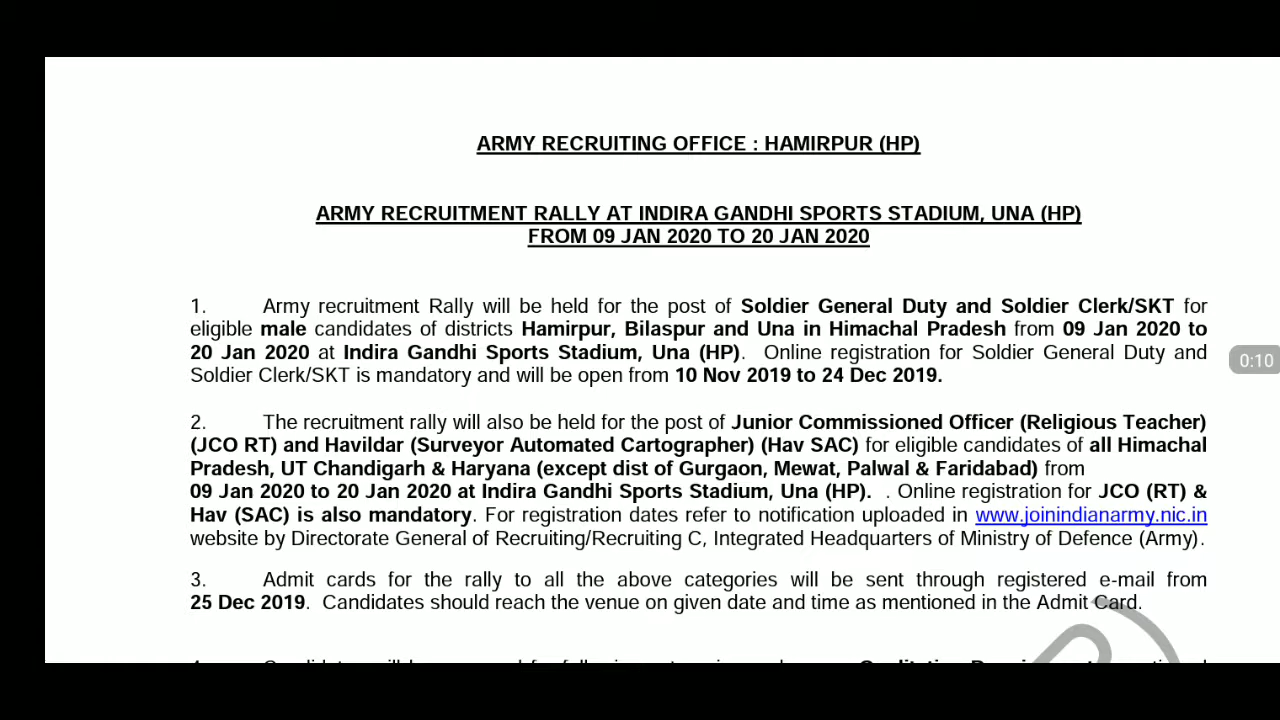 ARMY RECRUITING OFFICE : HAMIRPUR (HP)
ARMY RECRUITMENT RALLY AT INDIRA GANDHI SPORTS STADIUM, UNA (HP)
FROM 09 JAN 2020 TO 20 JAN 2020
1. Army recruitment Rally will be held for the post of Soldier General Duty and Soldier Clerk/SKT for
eligible male candidates of districts Hamirpur, Bilaspur and Una in Himachal Pradesh from 09 Jan 2020 to
20 Jan 2020 at Indira Gandhi Sports Stadium, Una (HP). Online registration for Soldier General Duty and
Soldier Clerk/SKT is mandatory and will be open from 10 Nov 2019 to 24 Dec 2019.
0:10
2. The recruitment rally will also be held for the post of Junior Commissioned Officer (Religious Teacher)
(JCO RT) and Havildar (Surveyor Automated Cartographer) (Hav SAC) for eligible candidates of all Himachal
Pradesh, UT Chandigarh & Haryana (except dist of Gurgaon, Mewat, Palwal & Faridabad) from
09 Jan 2020 to 20 Jan 2020 at Indira Gandhi Sports Stadium, Una (HP). . Online registration for JCO (RT) &
Hav (SAC) is also mandatory. For registration dates refer to notification uploaded in www.joinindianarmy.nic.in
website by Directorate General of Recruiting/Recruiting C, Integrated Headquarters of Ministry of Defence (Army).
3. Admit cards for the rally to all the above categories will be sent through registered e-mail from
25 Dec 2019. Candidates should reach the venue on given date and time as mentioned in the Admit Card.